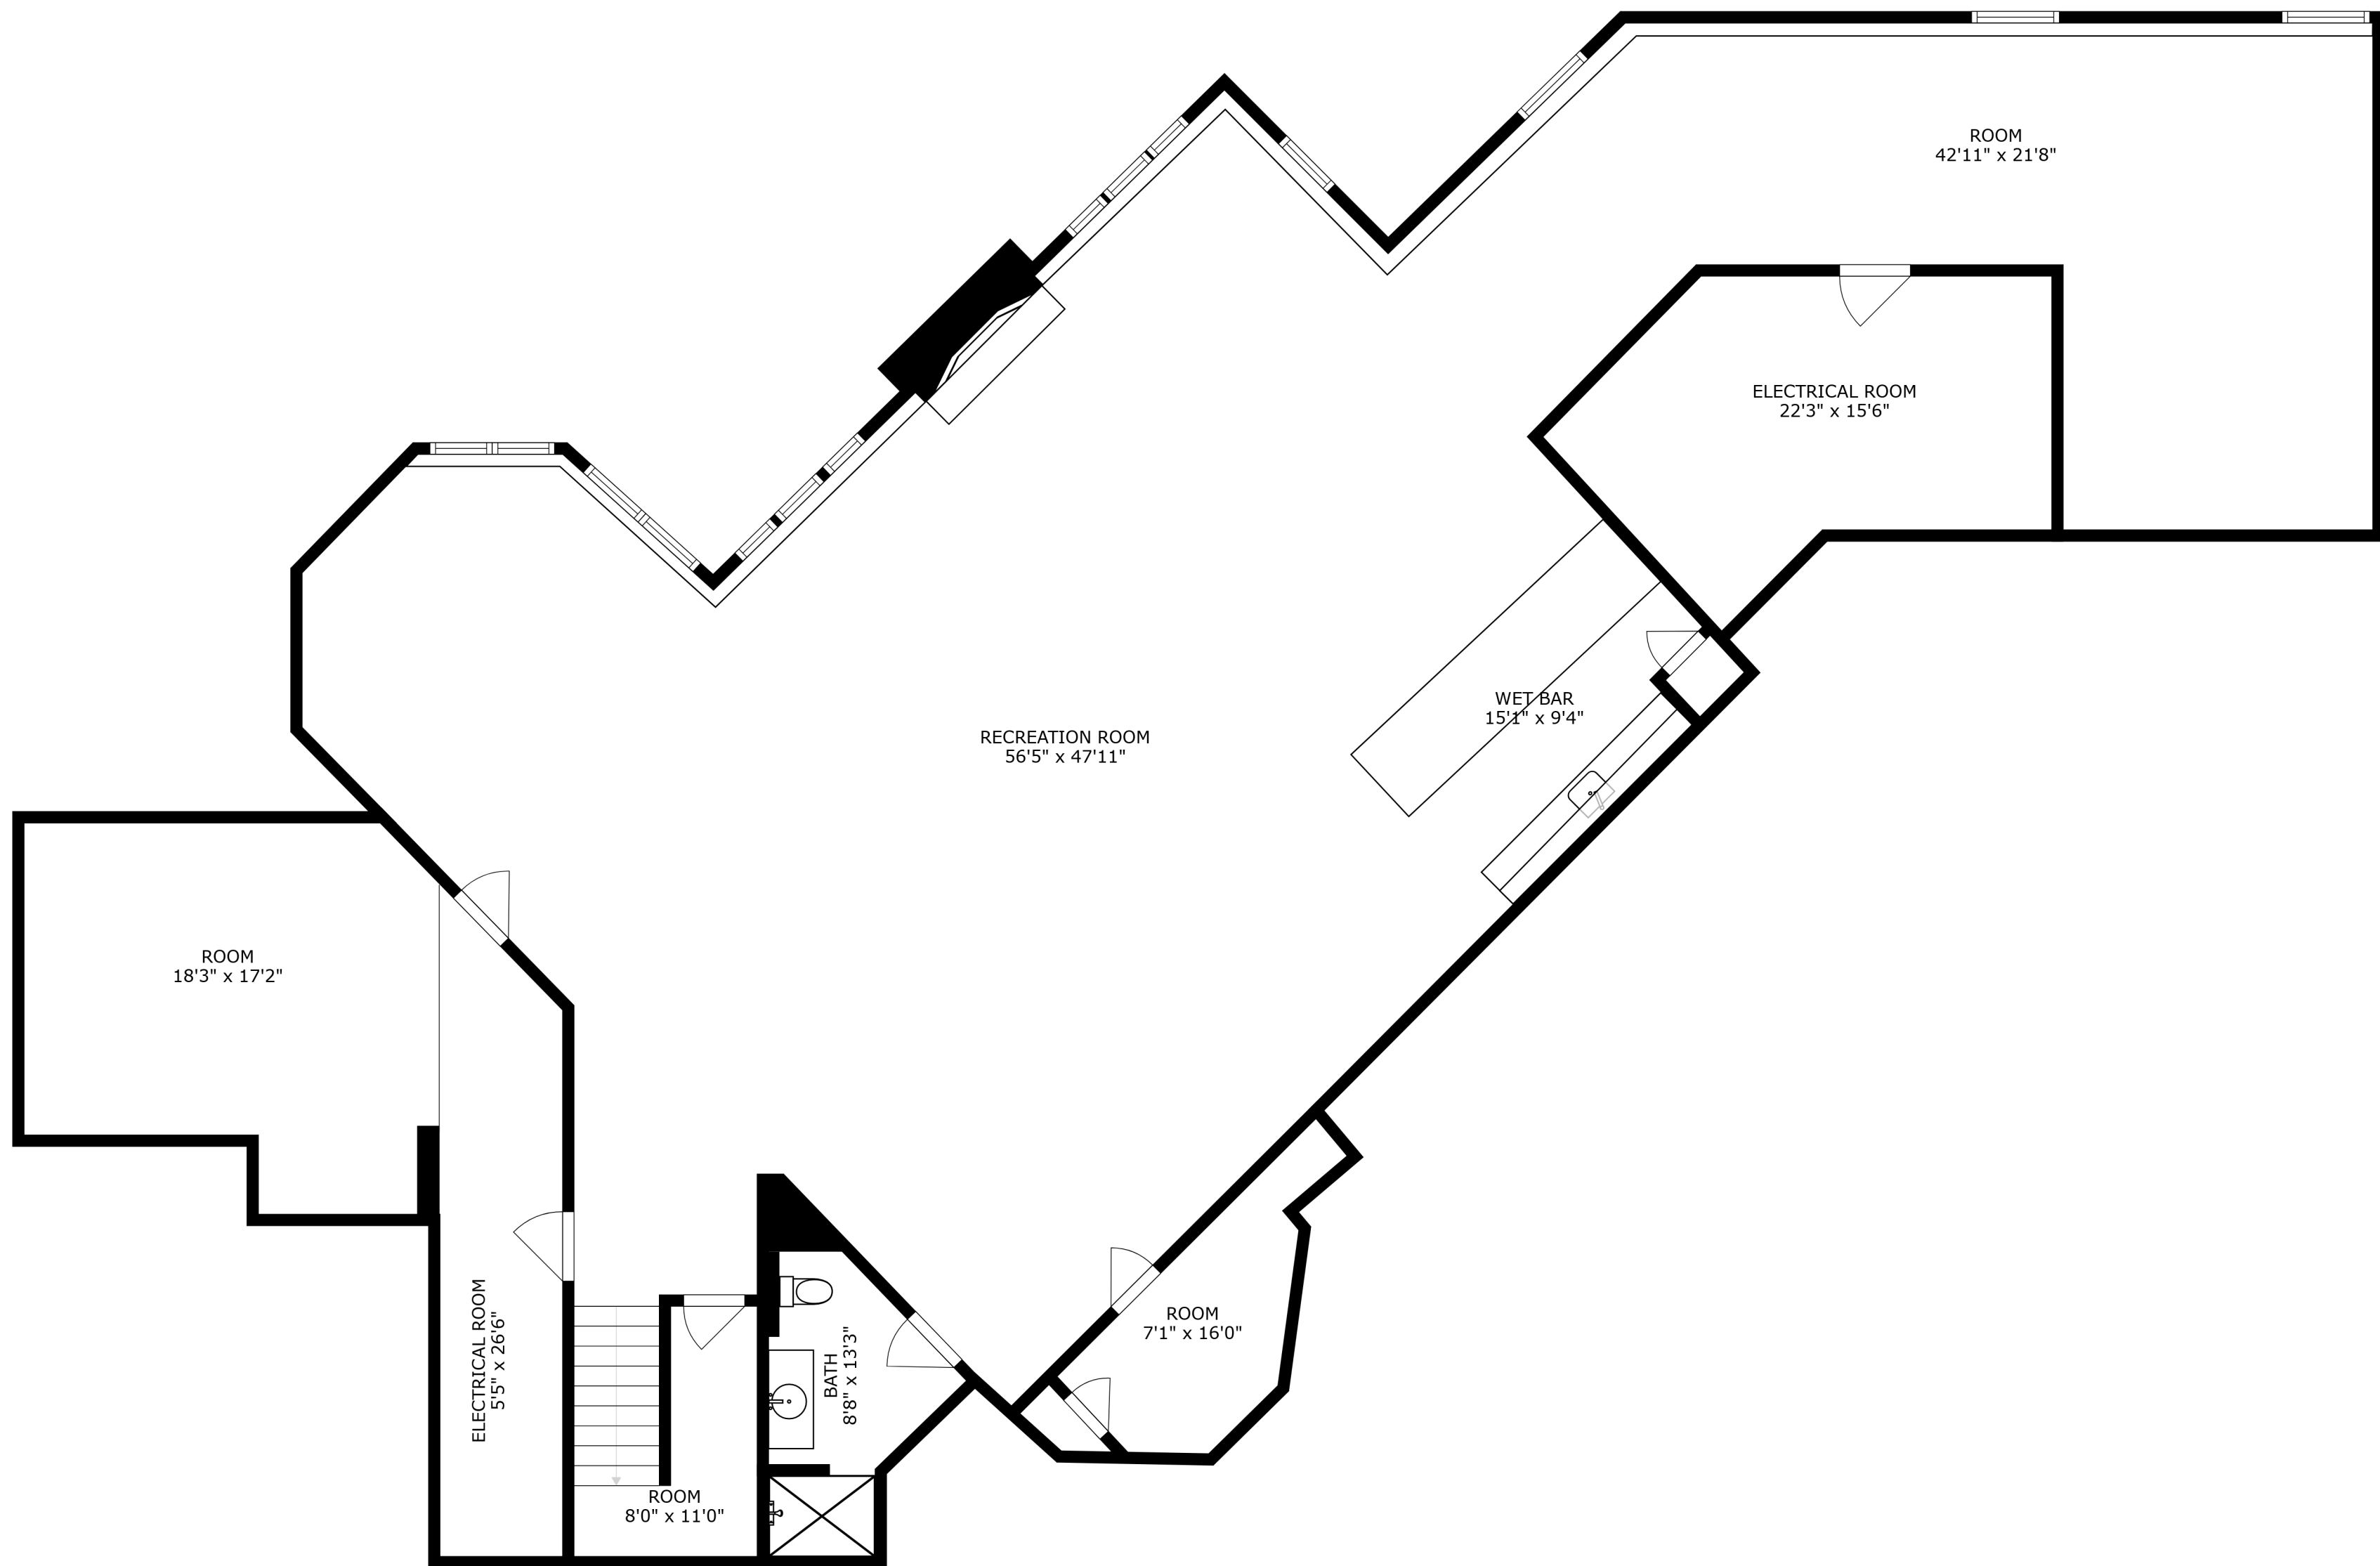 ROOM
42'11" x 21'8"
ELECTRICAL ROOM
22'3" x 15'6"
WET BAR
15'1" x 9'4"
RECREATION ROOM
56'5" x 47'11"
ROOM
18'3" x 17'2"
ELECTRICAL ROOM
5'5" x 26'6"
BATH
8'8" x 13'3"
ROOM
7'1" x 16'0"
ROOM
8'0" x 11'0"